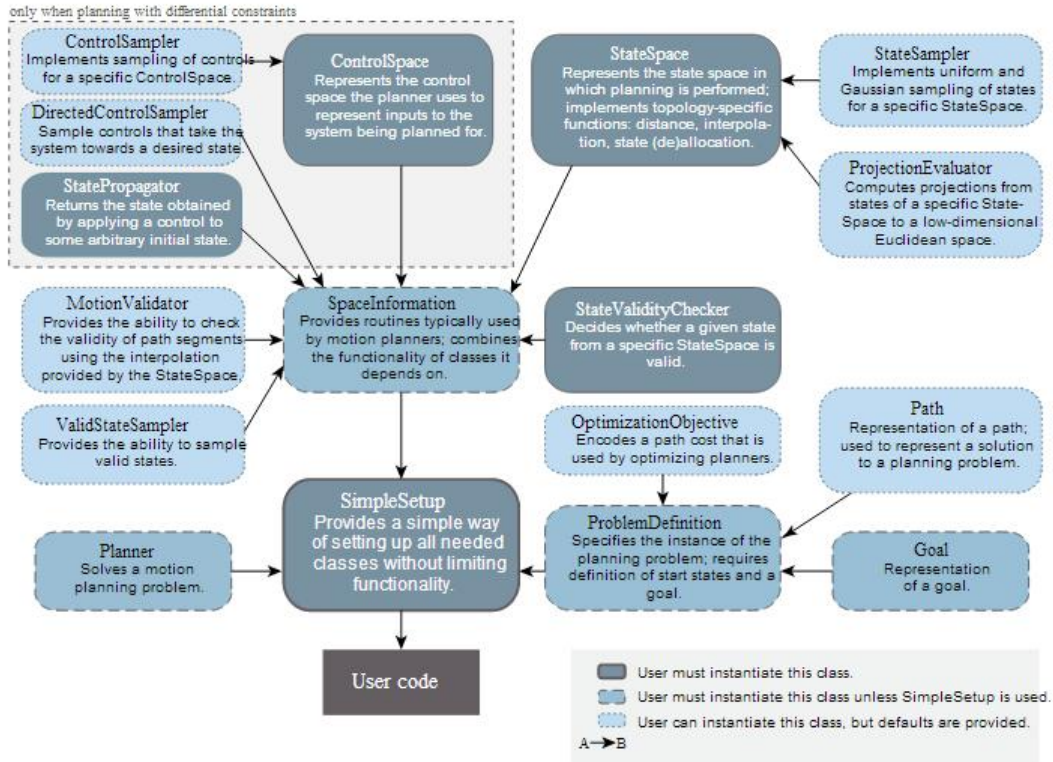 only when planning with differential constraints
ControlSampler
Implements sampling of controls
for a specific ControlSpace.
DirectedControlSampler
Sample controls that take the
system towards a desired state.
StatePropagator
Returns the state obtained
by applying a control to
some arbitrary initial state.
ControlSpace
Represents the control
space the planner uses to
represent inputs to the
system being planned for.
StateSpace
Represents the state space in
which planning is performed;
implements topology-specific
functions: distance, interpola-
tion, state (de)allocation.
StateSampler
Implements uniform and
Gaussian sampling of states
for a specific StateSpace.
ProjectionEvaluator
Computes projections from
states of a specific State-
Space to a low-dimensional
Euclidean space.
MotionValidator
Provides the ability to check
the validity of path segments
using the interpolation
provided by the StateSpace.
SpaceInformation
Provides routines typically used
by motion planners; combines
the functionality of classes it
depends on.
StateValidityChecker
Decides whether a given state
from a specific StateSpace is
valid.
ValidStateSampler
Provides the ability to sample
valid states.
OptimizationObjective
Encodes a path cost that is
used by optimizing planners.
Path
Representation of a path;
used to represent a solution
to a planning problem.
Planner
Solves a motion
planning problem.
SimpleSetup
Provides a simple way
of setting up all needed
classes without limiting
functionality.
ProblemDefinition
Specifies the instance of the
planning problem; requires
definition of start states and a
goal.
Goal
Representation
of a goal.
User code
User must instantiate this class.
User must instantiate this class unless SimpleSetup is used.
User can instantiate this class, but defaults are provided.
A B